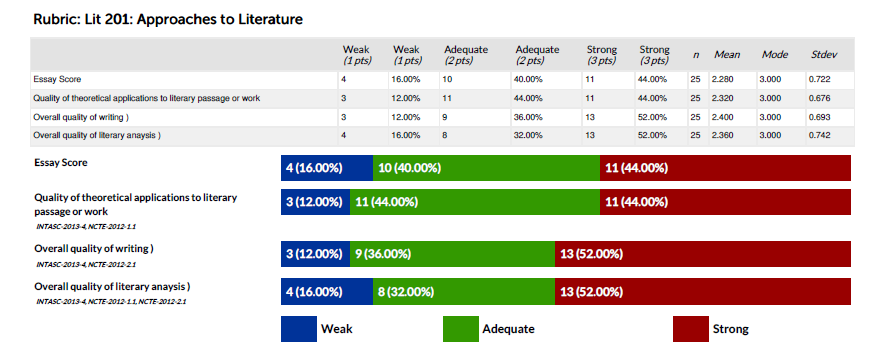 Rubric: Lit 201: Approaches to Literature
Weak (1 pts) Weak (1 pts) Adequate (2 pts) Adequate (2 pts) Strong (3 pts) Strong (3 pts) n Mean Mode Stdev
Essay Score 4 16.00% 10 40.00% 11 44.00% 25 2.280 3.000 0.722
Quality of theoretical applications to literary passage or work 3 12.00% 11 44.00% 11 44.00% 25 2.320 3.000 0.676
Overall quality of writing ) 3 12.00% 9 36.00% 13 52.00% 25 2.400 3.000 0.693
Overall quality of literary anaysis ) 4 16.00% 8 32.00% 13 52.00% 25 2.360 3.000 0.742
Essay Score 4 (16.00%) 10 (40.00%) 11 (44.00%)
Quality of theoretical applications to literary 3 (12.00%) 11 (44.00%) 11 (44.00%)
passage or work
INTASC-2013-4, NCTE-2012-1.1
Overall quality of writing ) 3 (12.00%) 9 (36.00%) 13 (52.00%)
INTASC-2013-4, NCTE-2012-2.1
Overall quality of literary anaysis ) 4 (16.00%) 8 (32.00%) 13 (52.00%)
INTASC-2013-4, NCTE-2012-1.1, NCTE-2012-2.1
Weak Adequate Strong